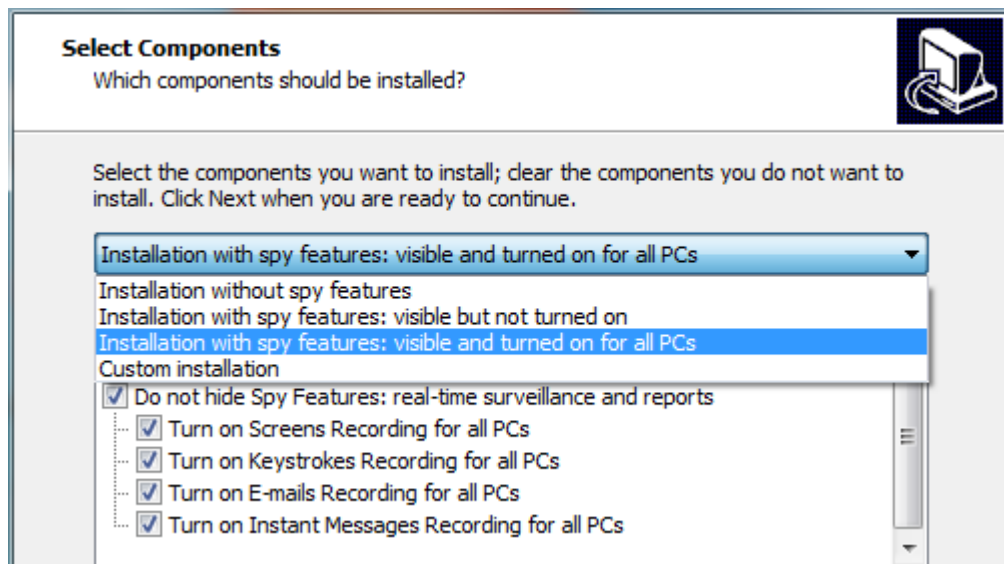 Select Components
Which components should be installed?
Select the components you want to install; clear the components you do not want to
install. Click Next when you are ready to continue.
Installation with spy features: visible and turned on for all PCs
Installation without spy features
Installation with spy features: visible but not turned on
Installation with spy features: visible and turned on for all PCs
Custom installation
Do not hide Spy Features: real-time surveillance and reports
Turn on Screens Recording for all PCs
Turn on Keystrokes Recording for all PCs
Turn on E-mails Recording for all PCs
Turn on Instant Messages Recording for all PCs